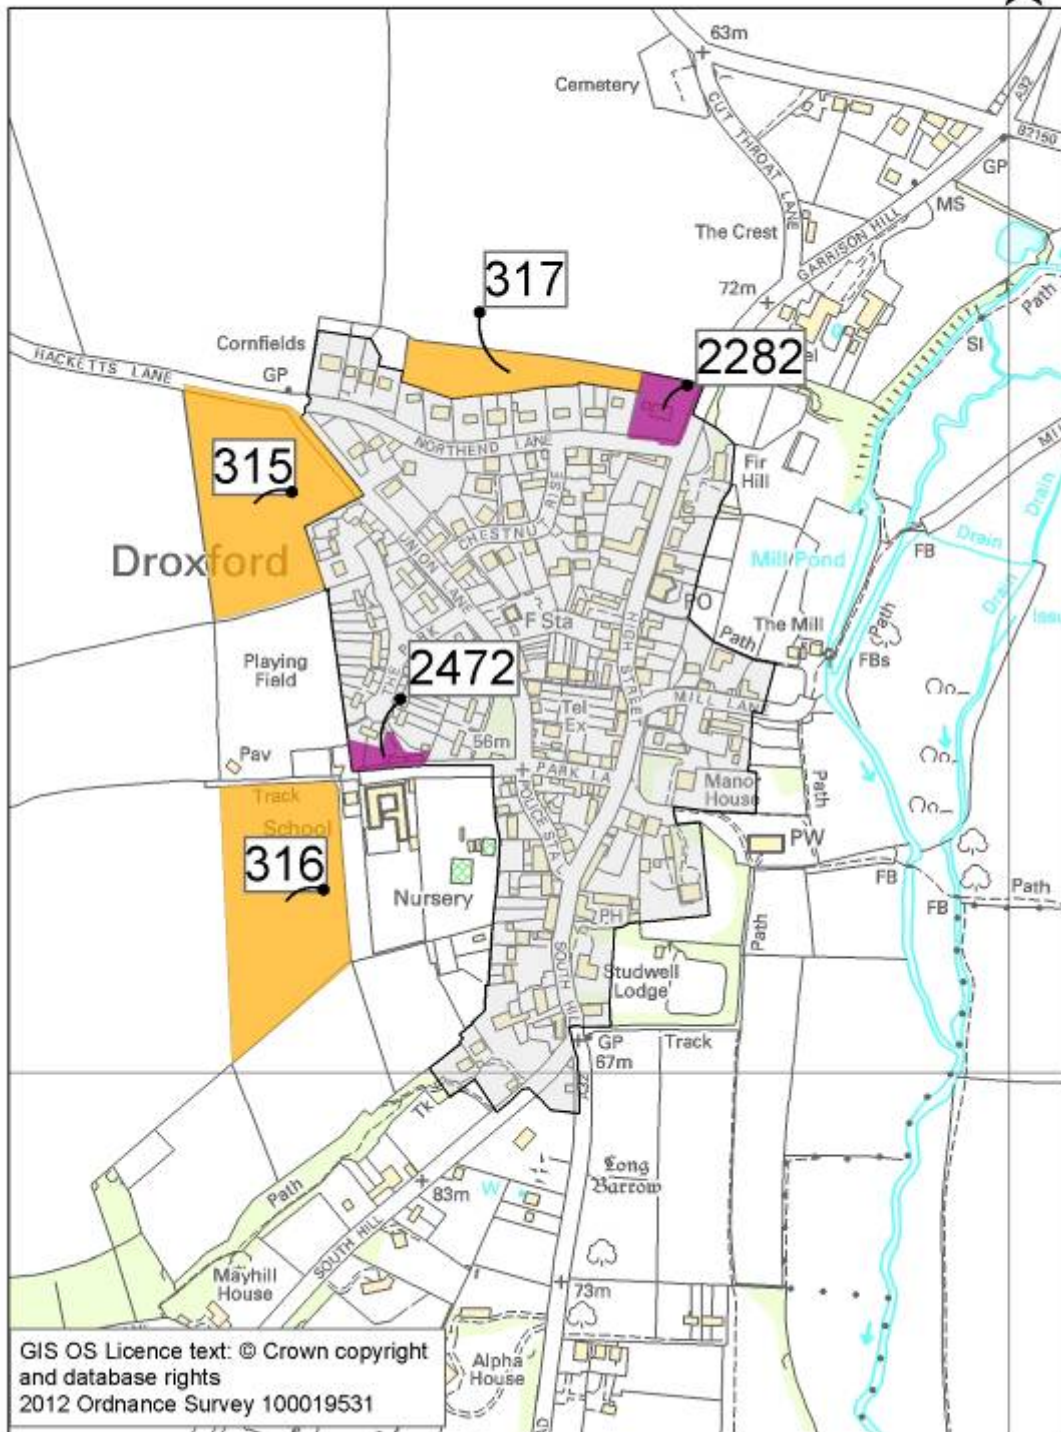 63m
Cemetery
CUT THROAT LANE
A32
B2150
GP
MS
The Crest
GARRISON HILL
72m
Path
SI
317
Cornfields
GP
HACKETTS LANE
2282
NORTHEND LANE
315
Fir
Hill
CHESTNUT RISE
UNION LANE
Droxford
Drain
Drain
FB
Mill Pond
Drain
F Sta
HIGH STREET
PO
Path
The Mill
Path
FBs
Playing
Field
THE PARK
2472
MILL LAN
Tel
Ex
56m
Pav
PARK LA
Manor
House
Path
Track
School
POLICE STA
PW
316
Nursery
FB
Path
FB
PH
Path
SOUTH HILL
Studwell
Lodge
GP
67m
Track
A32
Tk
Long
Barrow
Path
83m
W
SOUTH HILL
Mayhill
House
73m
Alpha
House
GIS OS Licence text: © Crown copyright
and database rights
2012 Ordnance Survey 100019531